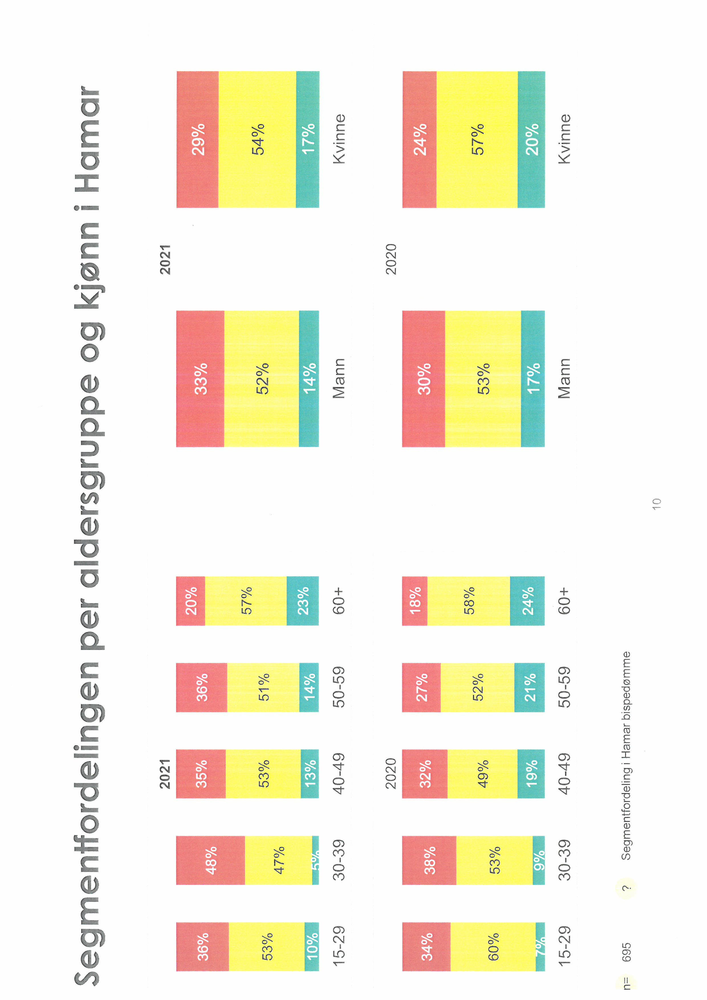 Segmentfordelingen per aldersgruppe og kjønn i Hamar
2021
36% 48% 35% 36% 20%
53% 47% 53% 51% 57%
10% 5% 13% 14% 23%
15-29 30-39 40-49 50-59 60+
2021
33% 29%
52% 54%
14% 17%
Mann Kvinne
2020
34% 38% 32% 27% 18%
60% 53% 49% 52% 58%
7% 9% 19% 21% 24%
15-29 30-39 40-49 50-59 60+
2020
30% 24%
53% 57%
17% 20%
Mann Kvinne
n= 695 ? Segmentfordeling i Hamar bispedømme
10